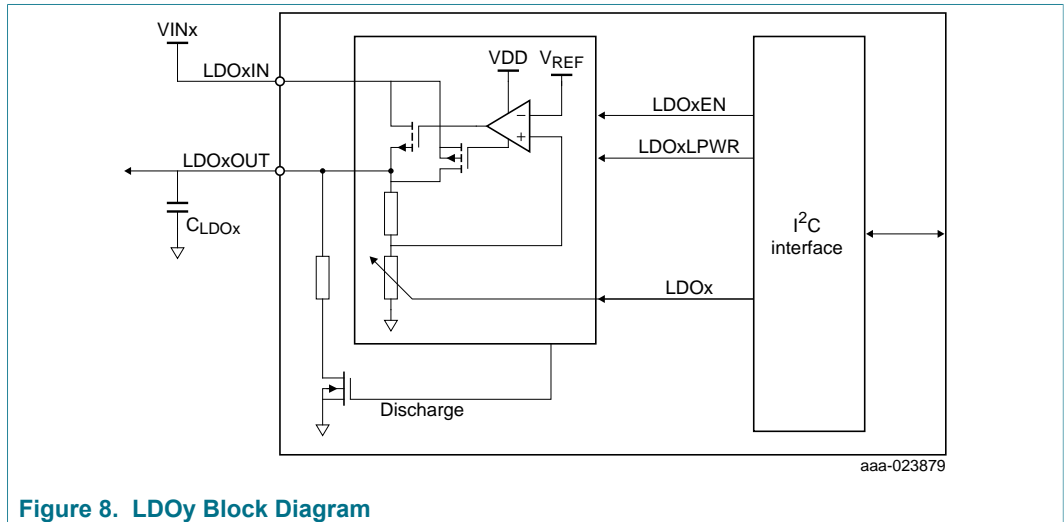 VINx
LDOxIN
VDD
VREF
−
+
LDOxEN
LDOxLPWR
LDOxOUT
CLDOx
I2C
interface
LDOx
Discharge
aaa-023879
Figure 8. LDOy Block Diagram